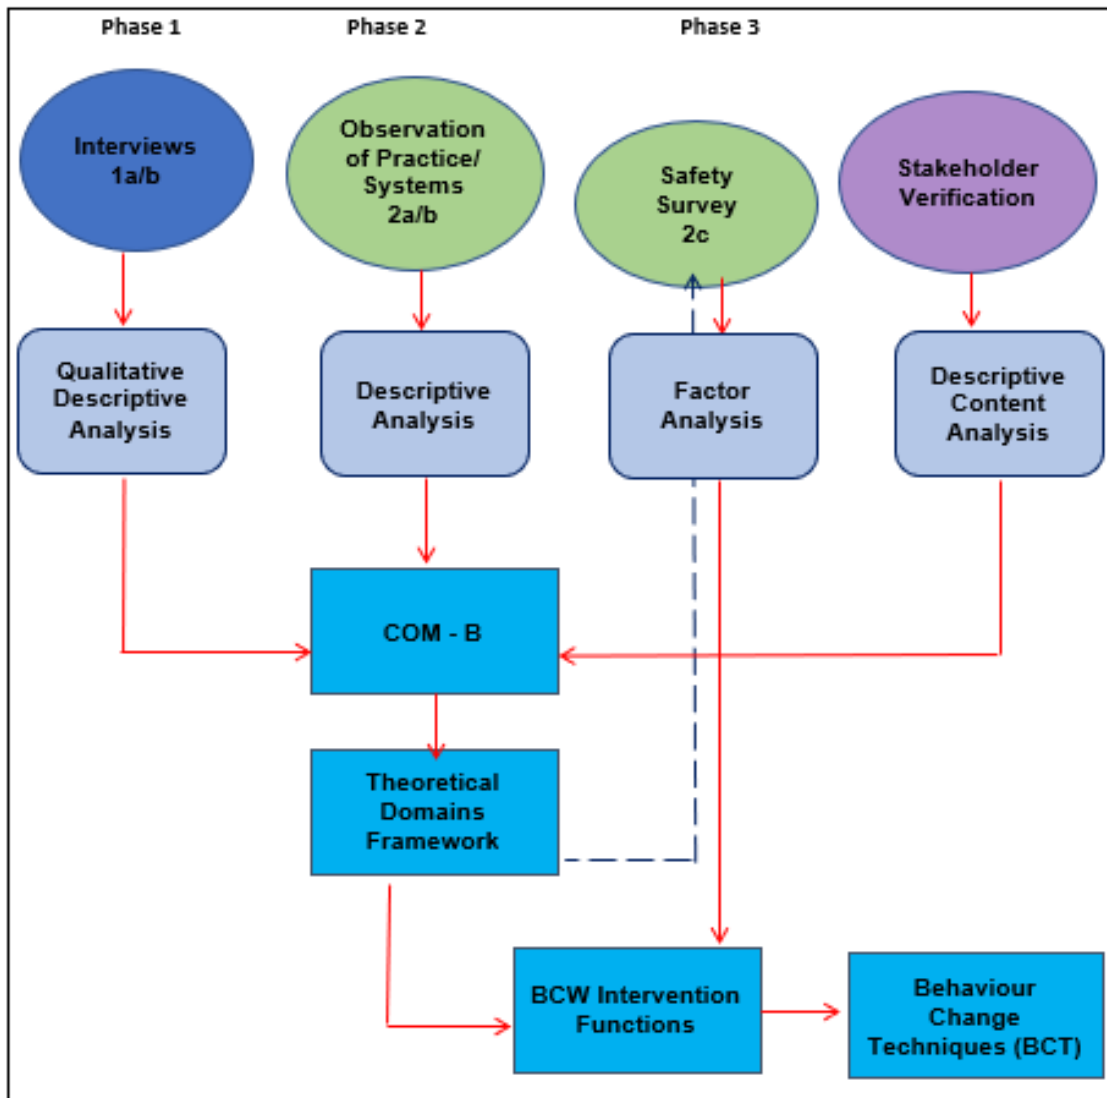 Phase 1
Phase 2
Phase 3
Interviews
1a/b
Observation
of Practice/
Systems
2a/b
Safety
Survey
2c
Stakeholder
Verification
Qualitative
Descriptive
Analysis
Descriptive
Analysis
Factor
Analysis
Descriptive
Content
Analysis
COM - B
Theoretical
Domains
Framework
BCW Intervention
Functions
Behaviour
Change
Techniques (BCT)